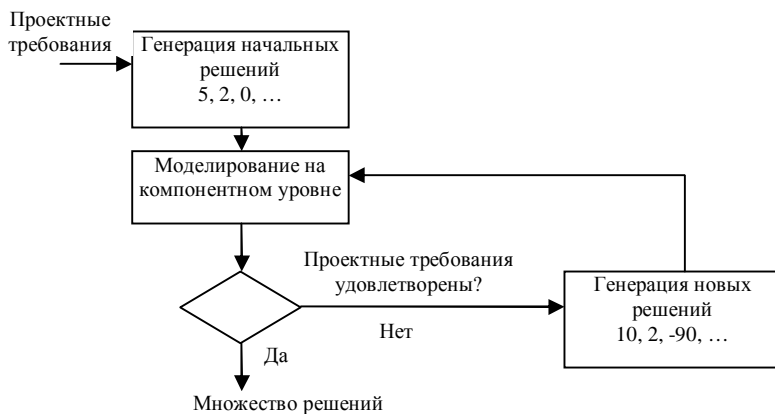 Проектные
требования
Генерация начальных
решений
5, 2, 0, …
Моделирование на
компонентном уровне
Проектные требования
удовлетворены?
Генерация новых
решений
10, 2, -90, …
Нет
Да
Множество решений